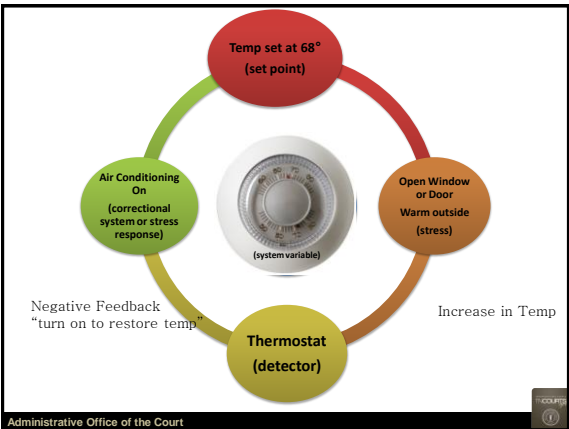 Temp set at 68°
(set point)
Air Conditioning
On
(correctional
system or stress
response)
Open Window
or Door
Warm outside
(stress)
(system variable)
Negative Feedback
“turn on to restore temp”
Increase in Temp
Thermostat
(detector)
TNCOURTS
Administrative Office of the Court